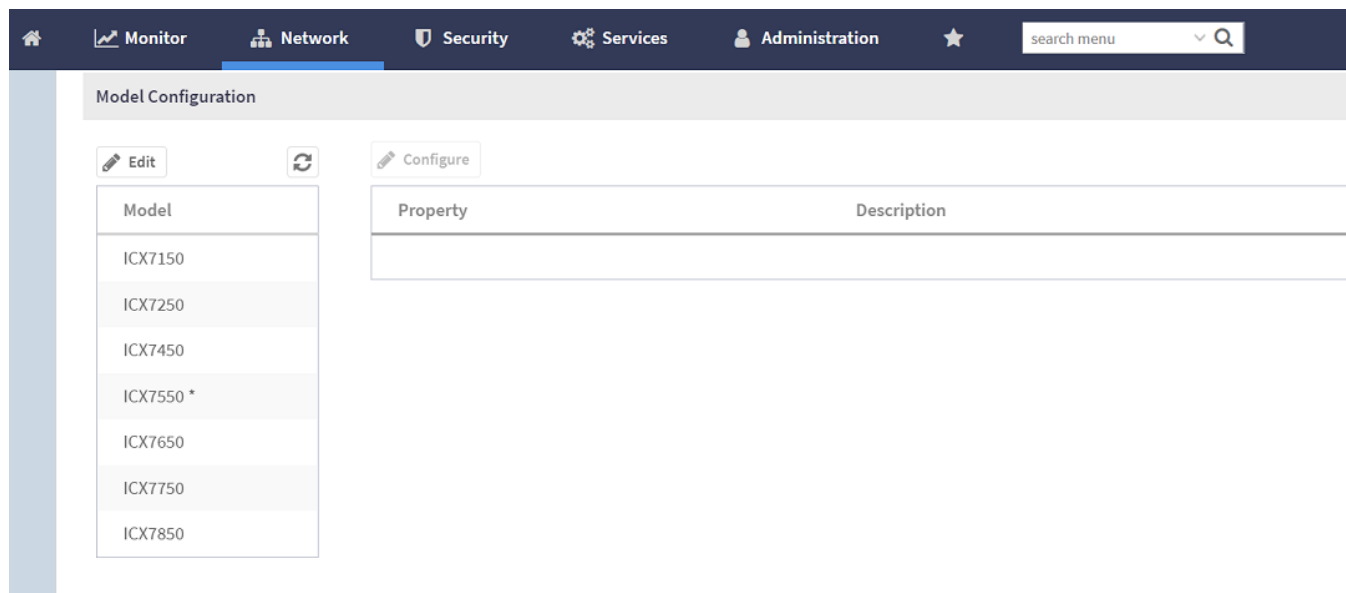 Monitor Network Security Services Administration search menu
Model Configuration
Edit Configure
Model Property Description
ICX7150
ICX7250
ICX7450
ICX7550 *
ICX7650
ICX7750
ICX7850